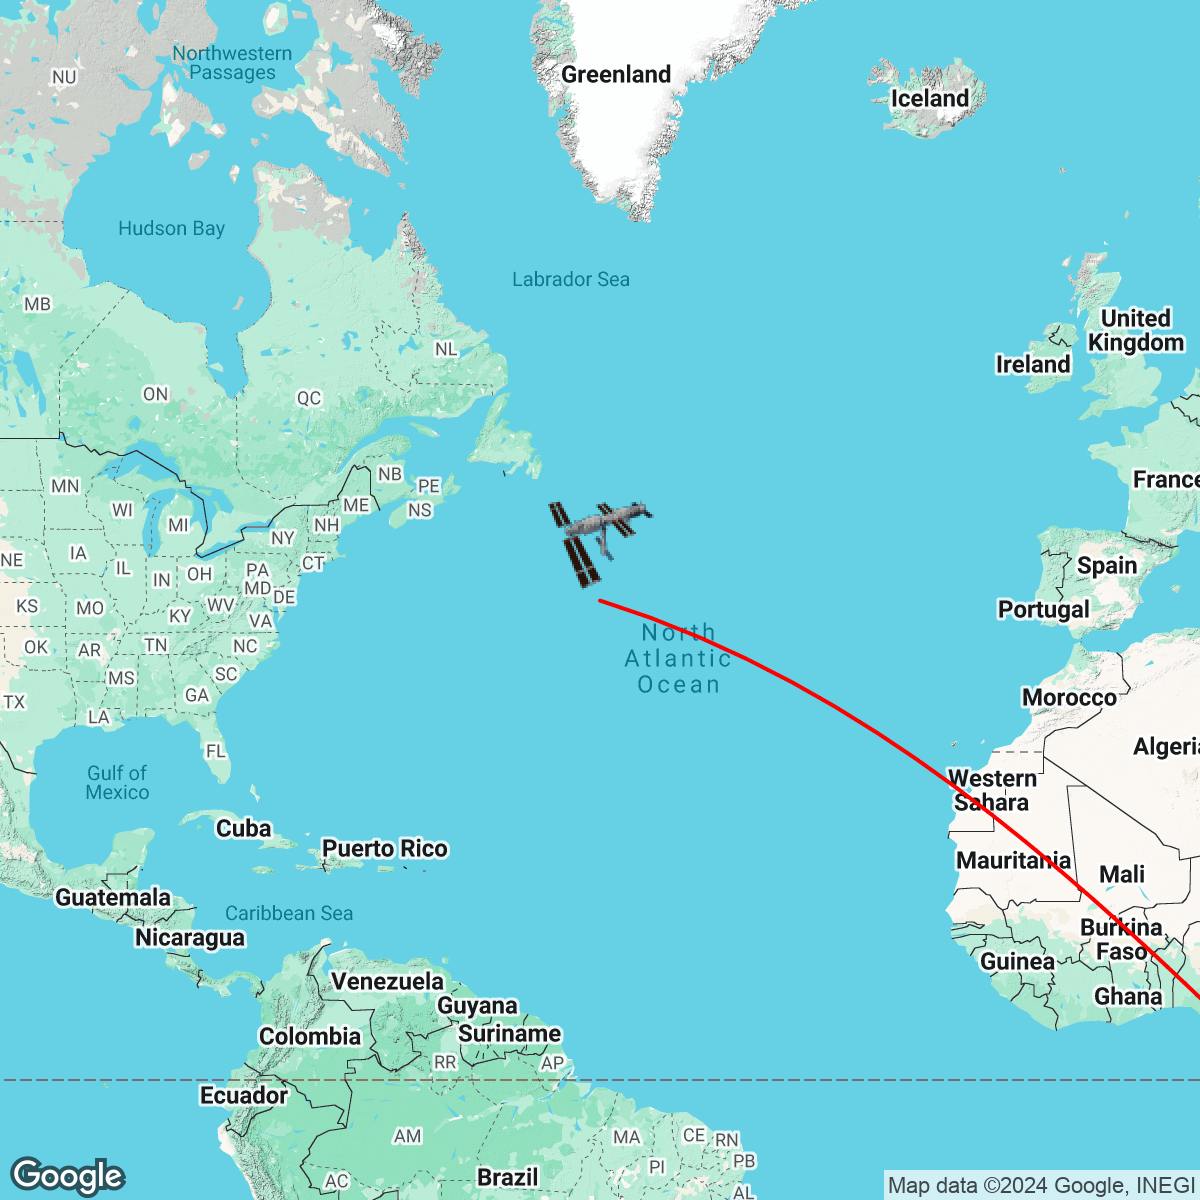 Greenland
Northwestern
Passages
NU
Iceland
Hudson Bay
Labrador Sea
MB
United
Kingdom
NL
Ireland
ON
QC
NB
PE
France
MN
ME
NS
WI
MI
NH
NY
IA
IL
OH
PA
CT
Spain
NE
IN
MD
DE
KS
MO
WV
Portugal
KY
VA
North
Atlantic
Ocean
OK
AR
TN
NC
MS
SC
TX
GA
Morocco
LA
FL
Algeria
Gulf of
Mexico
Western
Sahara
Cuba
Puerto Rico
Mauritania
Mali
Guatemala
Caribbean Sea
Burkina
Faso
Nicaragua
Guinea
Venezuela
Ghana
Guyana
Colombia
Suriname
RR
AP
Ecuador
AM
MA
CE
RN
PI
PB
Brazil
AC
AL
Google
Map data ©2024 Google, INEGI